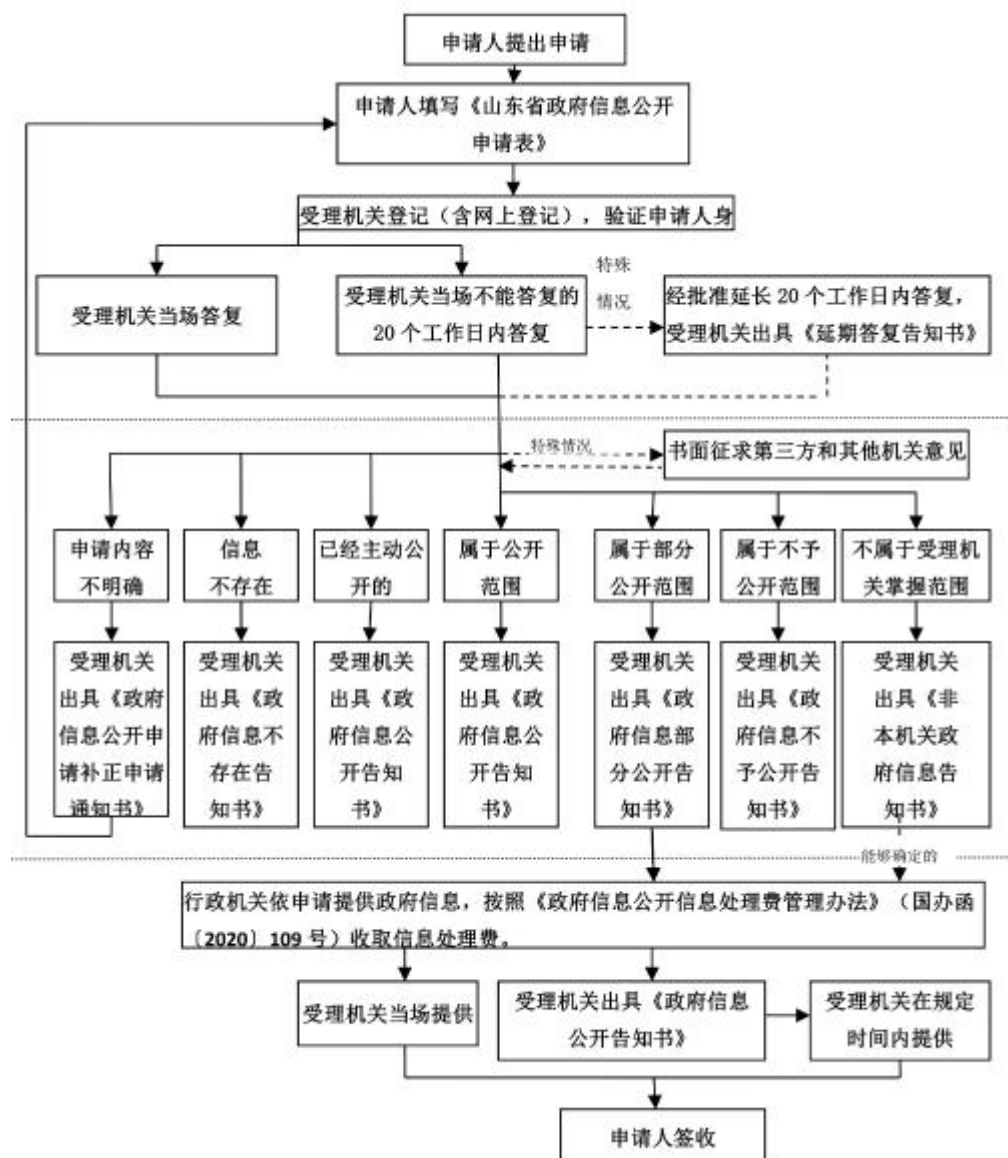 申请人提出申请
申请人填写《山东省政府信息公开
申请表》
受理机关登记（含网上登记），验证申请人身
特殊
情况
受理机关当场答复
受理机关当场不能答复的
20 个工作日内答复
经批准延长 20 个工作日内答复，
受理机关出具《延期答复告知书》
特殊情况
书面征求第三方和其他机关意见
申请内容
不明确
信息
不存在
已经主动公
开的
属于公开
范围
属于部分
公开范围
属于不予
公开范围
不属于受理机
关掌握范围
受理机关
出具《政府
信息公开申
请补正申请
通知书》
受理机关
出具《政
府信息不
存在告
知书》
受理机关
出具《政
府信息公
开告知
书》
受理机关
出具《政
府信息公
开告知
书》
受理机关
出具《政
府信息部
分公开告
知书》
受理机关
出具《政
府信息不
予公开告
知书》
受理机关
出具《非
本机关政
府信息告
知书》
能够确定的
行政机关依申请提供政府信息，按照《政府信息公开信息处理费管理办法》（国办函
〔2020〕109 号）收取信息处理费。
受理机关当场提供
受理机关出具《政府信息
公开告知书》
受理机关在规定
时间内提供
申请人签收